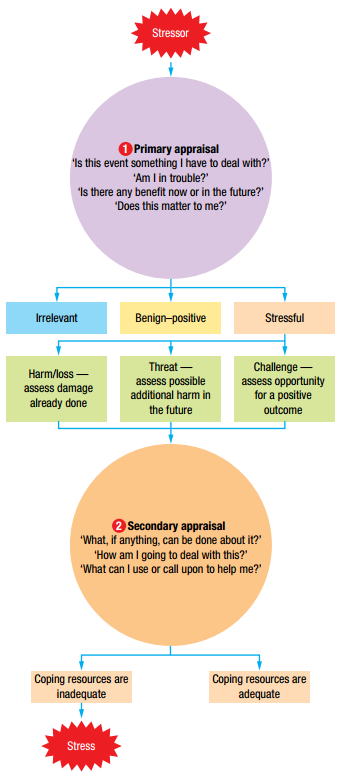 Stressor
1 Primary appraisal
‘Is this event something I have to deal with?’
‘Am I in trouble?’
‘Is there any benefit now or in the future?’
‘Does this matter to me?’
Irrelevant
Benign–positive
Stressful
Harm/loss —
assess damage
already done
Threat —
assess possible
additional harm in
the future
Challenge —
assess opportunity
for a positive
outcome
2 Secondary appraisal
‘What, if anything, can be done about it?’
‘How am I going to deal with this?’
‘What can I use or call upon to help me?’
Coping resources are
inadequate
Coping resources are
adequate
Stress